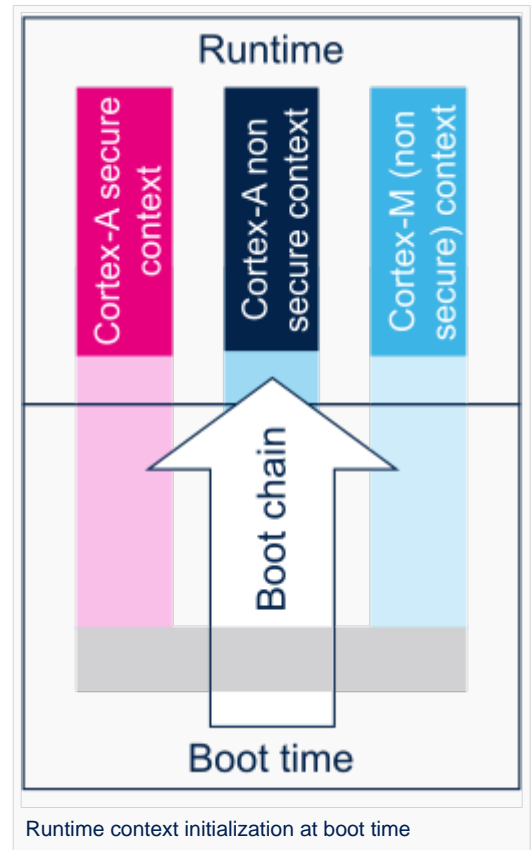 Runtime
Cortex-A secure
context
Cortex-A non
secure context
Cortex-M (non
secure) context
Boot chain
Boot time
Runtime context initialization at boot time